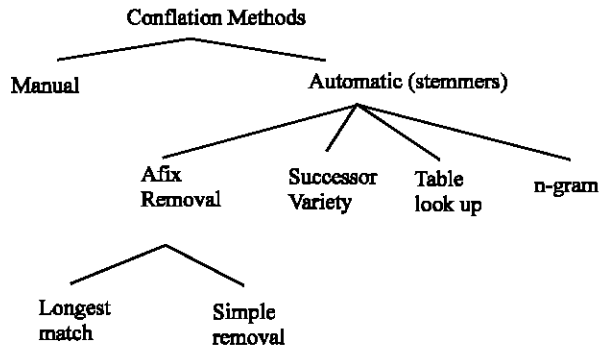 Conflation Methods
Manual
Automatic (stemmers)
Afix
Removal
Successor
Variety
Table
look up
n-gram
Longest
match
Simple
removal